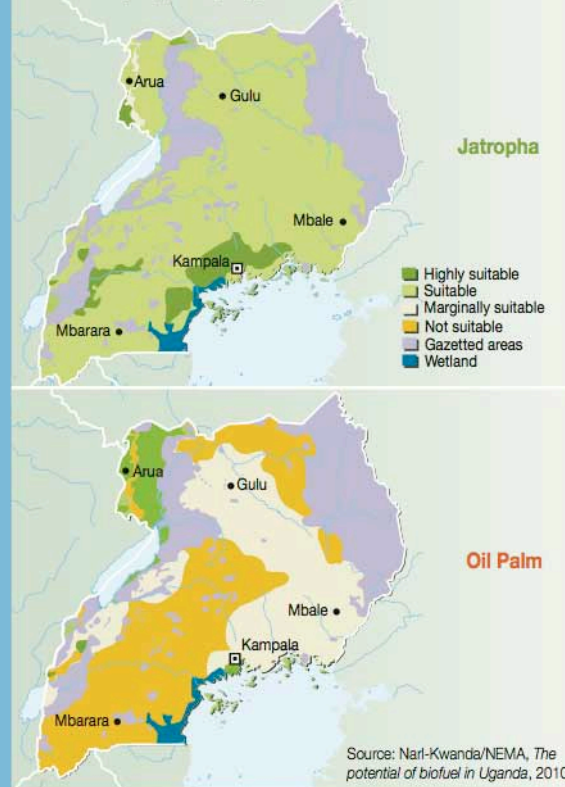 Arua
Gulu
Jatropha
Mbale
Kampala
Highly suitable
Suitable
Marginally suitable
Not suitable
Gazetted areas
Wetland
Mbarara
Arua
Gulu
Oil Palm
Mbale
Kampala
Mbarara
Source: Narl-Kwanda/NEMA, The
potential of biofuel in Uganda, 2010